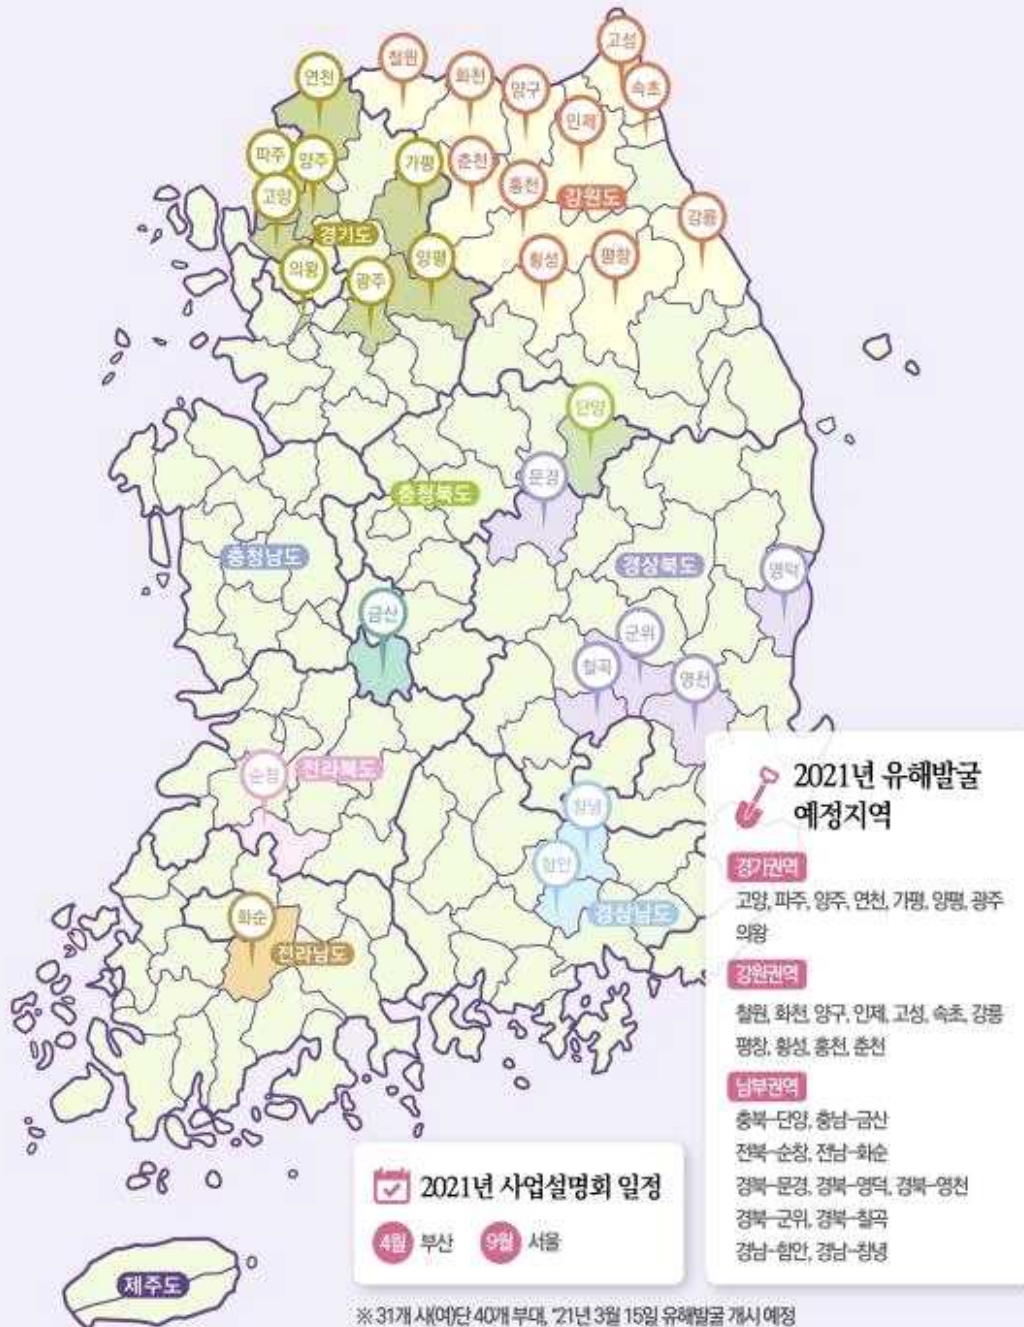 고성
철원
연천
화천
양구
속초
인제
파주
양주
가평
춘천
홍천
고양
강원도
강릉
경기도
의왕
광주
양평
횡성
평창
단양
문경
충청북도
충청남도
경상북도
영덕
금산
군위
칠곡
영천
순창
전라북도
창녕
함안
경상남도
화순
전라남도
제주도
2021년 유해발굴
예정지역
경기권역
고양, 파주, 양주, 연천, 가평, 양평, 광주
의왕
강원권역
철원, 화천, 양구, 인제, 고성, 속초, 강릉
평창, 횡성, 홍천, 춘천
남부권역
충북-단양, 충남-금산
전북-순창, 전남-화순
경북-문경, 경북-영덕, 경북-영천
경북-군위, 경북-칠곡
경남-함안, 경남-창녕
2021년 사업설명회 일정
4월 부산 9월 서울
※ 31개 사(여)단 40개 부대, '21년 3월 15일 유해발굴 개시 예정